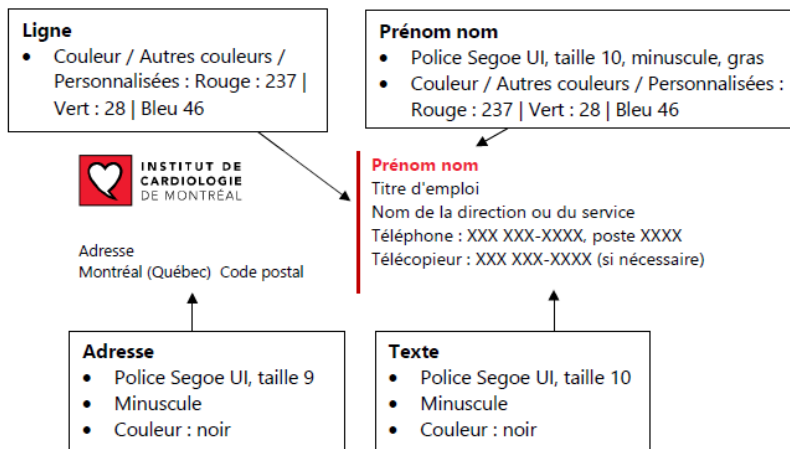 Ligne
• Couleur / Autres couleurs /
Personnalisées : Rouge : 237 |
Vert : 28 | Bleu 46
Prénom nom
• Police Segoe UI, taille 10, minuscule, gras
• Couleur / Autres couleurs / Personnalisées :
Rouge : 237 | Vert : 28 | Bleu 46
INSTITUT DE
CARDIOLOGIE
DE MONTRÉAL
Adresse
Montréal (Québec) Code postal
Prénom nom
Titre d'emploi
Nom de la direction ou du service
Téléphone : XXX XXX-XXXX, poste XXXX
Télécopieur : XXX XXX-XXXX (si nécessaire)
Adresse
• Police Segoe UI, taille 9
• Minuscule
• Couleur : noir
Texte
• Police Segoe UI, taille 10
• Minuscule
• Couleur : noir